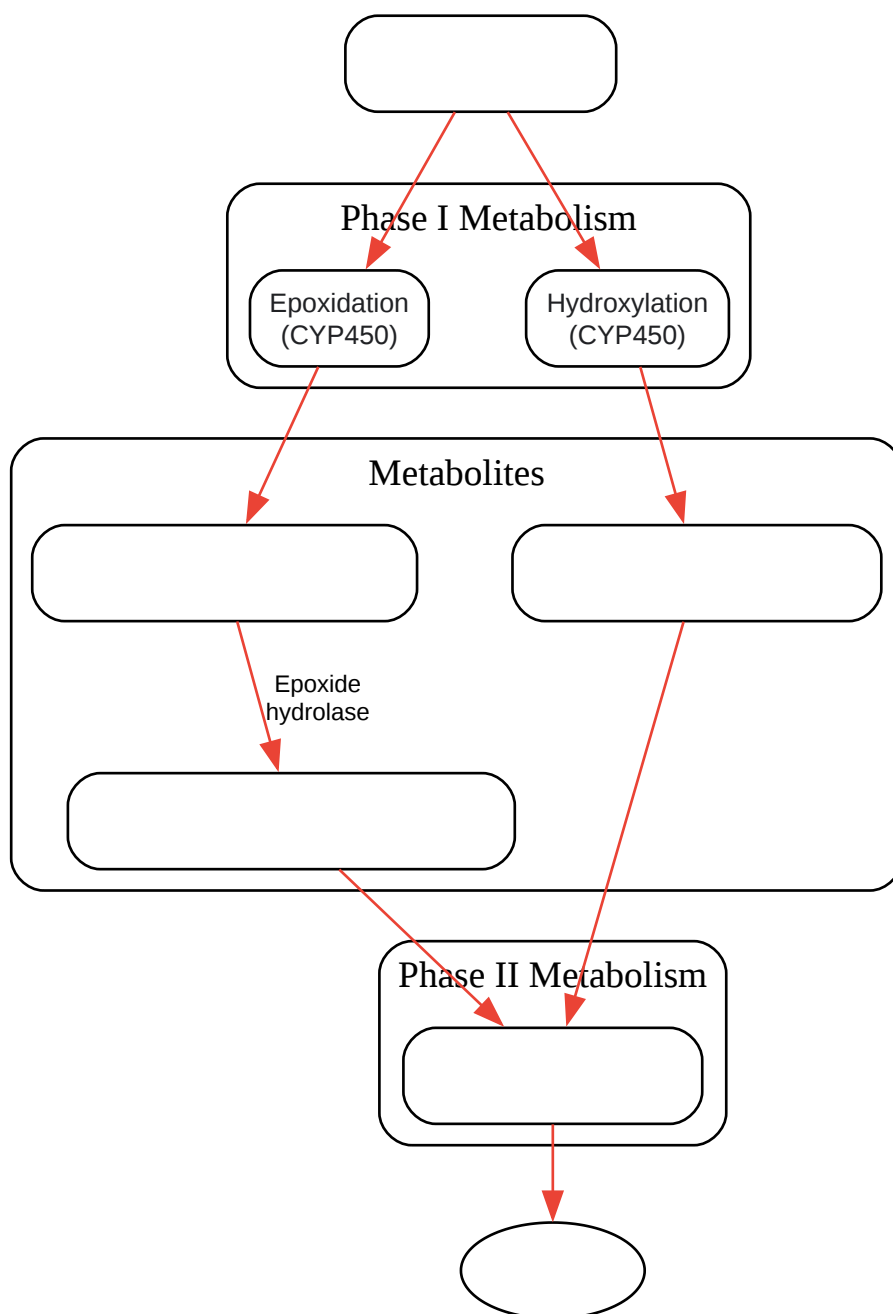 Phase I Metabolism
Epoxidation
(CYP450)
Hydroxylation
(CYP450)
Metabolites
Epoxide
hydrolase
Phase II Metabolism